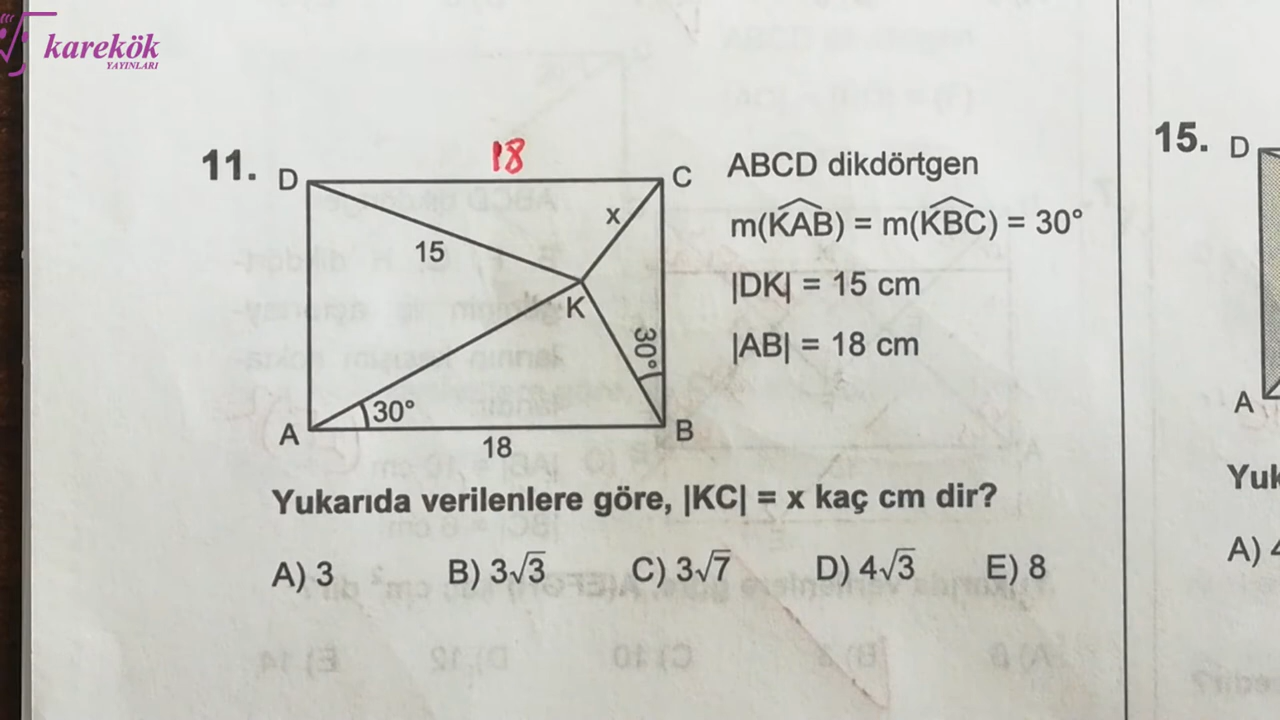 karekök
YAYINLARI
11.
D
18
C
15
x
K
30°
A
30°
18
B
ABCD dikdörtgen
m(KAB) = m(KBC) = 30°
|DK| = 15 cm
|AB| = 18 cm
Yukarıda verilenlere göre, |KC| = x kaç cm dir?
A) 3 B) 3√3 C) 3√7 D) 4√3 E) 8
15.
D
A
Yuk
A) 4